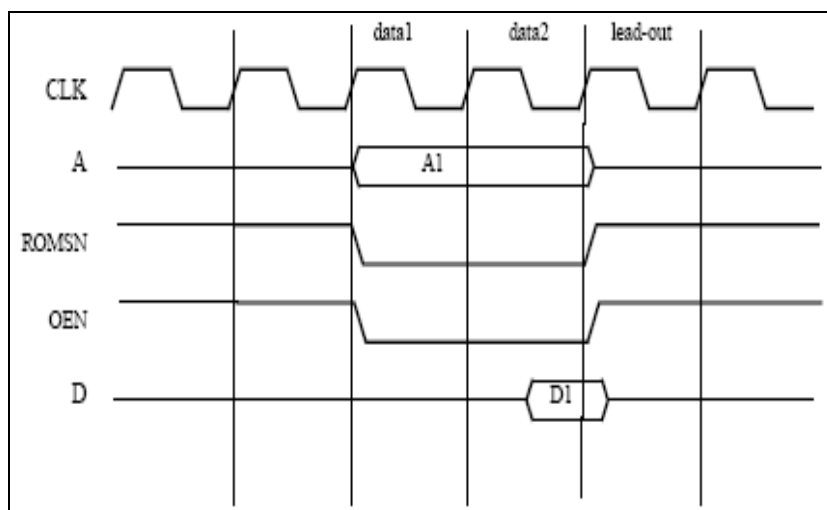 data1 data2 lead-out
CLK
A A1
ROMSN
OEN
D D1